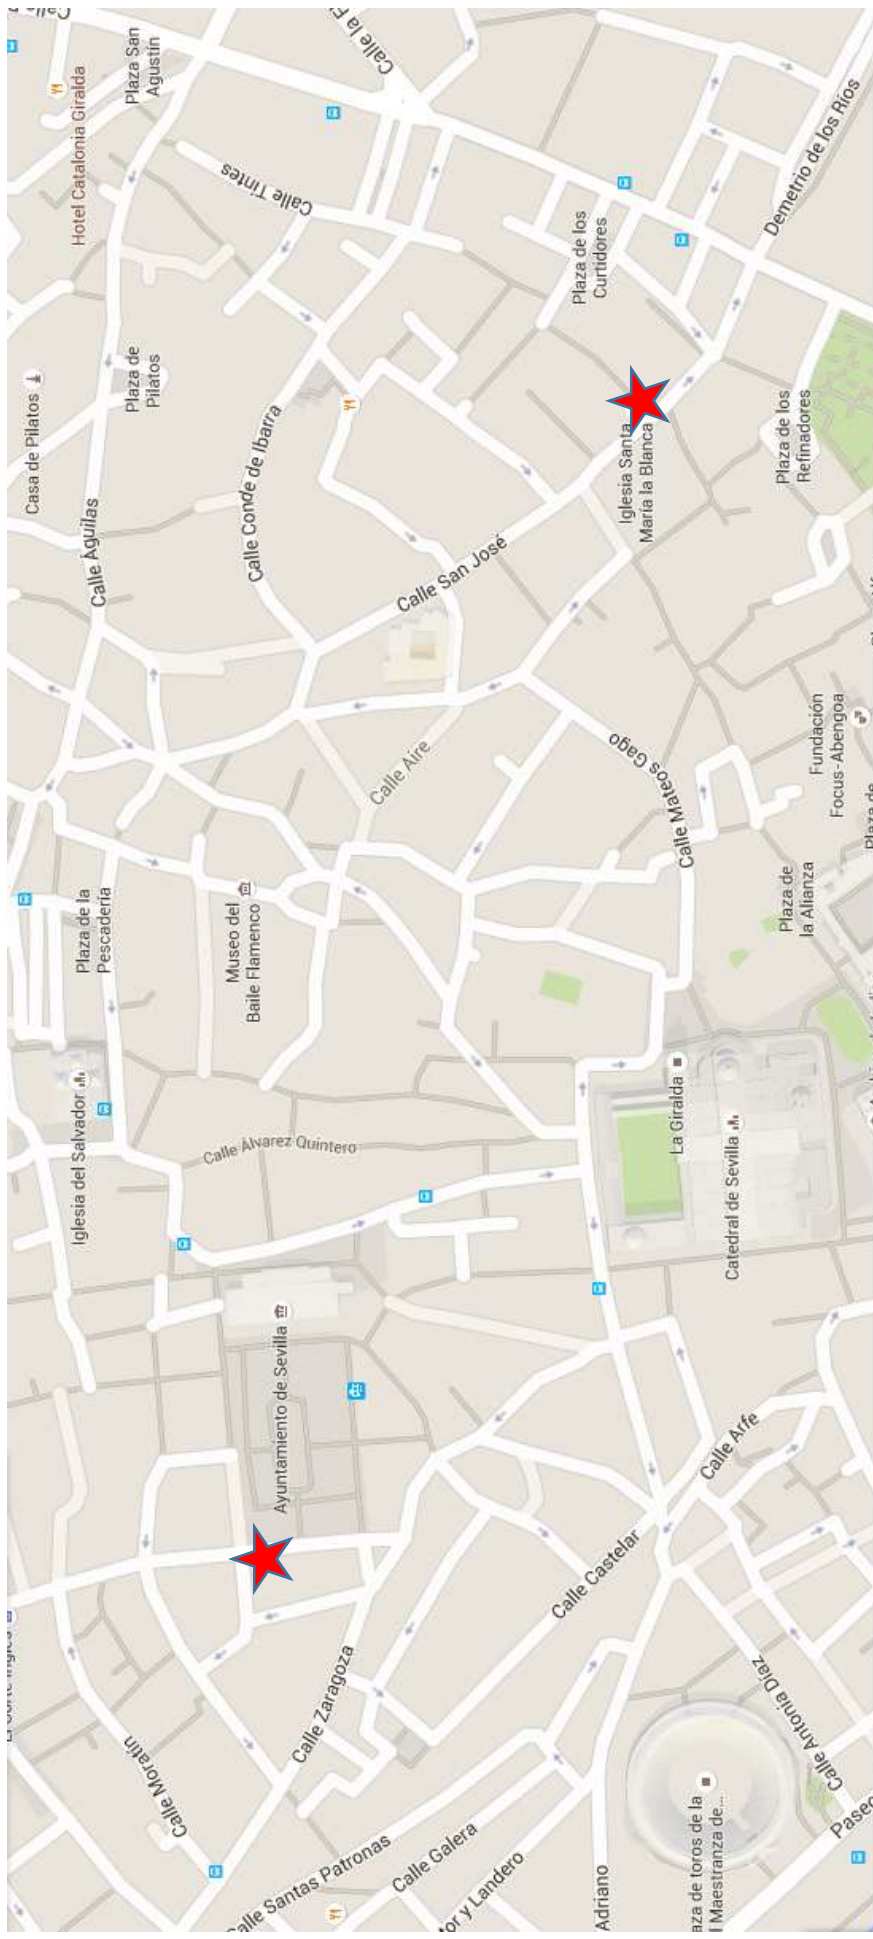 Calle Moratín
Calle Zaragoza
Calle Santas Patronas
Calle Galera
Adriano
Ayuntamiento de Sevilla
Calle Castelar
Calle Arfe
Calle Antonia Díaz
Iglesia del Salvador
Calle Álvarez Quintero
La Giralda
Catedral de Sevilla
Plaza de la
Pescadería
Museo del
Baile Flamenco
Calle Aire
Calle Mateos Gago
Plaza de
la Alianza
Fundación
Focus-Abengoa
Casa de Pilatos
Calle Águilas
Plaza de
Pilatos
Calle Conde de Ibarra
Calle San José
Iglesia Santa
María la Blanca
Plaza de los
Refinadores
Hotel Catalonia Giralda
Plaza San
Agustín
Calle Tintes
Calle la
Plaza de los
Curtidores
Demetrio de los Ríos